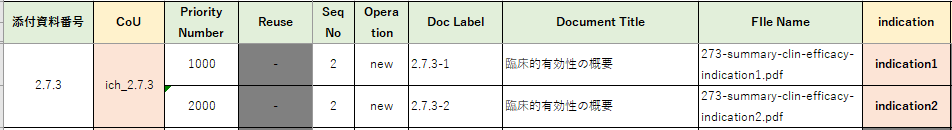 添付資料番号 CoU Priority Number Reuse Seq No Opera tion Doc Label Document Title FIle Name indication
2.7.3 ich_2.7.3 1000 - 2 new 2.7.3-1 臨床的有効性の概要 273-summary-clin-efficacy-indication1.pdf indication1
2000 - 2 new 2.7.3-2 臨床的有効性の概要 273-summary-clin-efficacy-indication2.pdf indication2